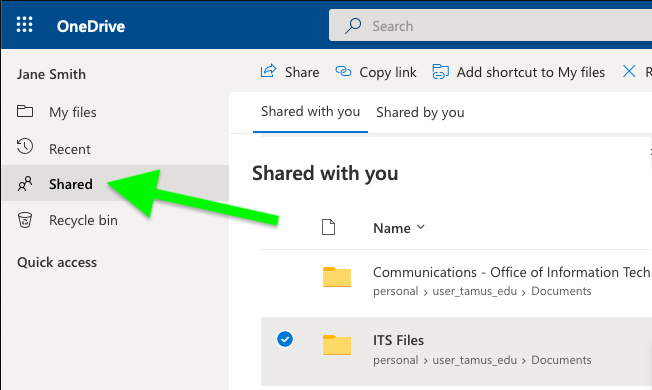 OneDrive
Search
Jane Smith
My files
Recent
Shared
Recycle bin
Quick access
Share
Copy link
Add shortcut to My files
Shared with you
Shared by you
Shared with you
Name
Communications - Office of Information Tech
personal › user_tamus_edu › Documents
ITS Files
personal › user_tamus_edu › Documents